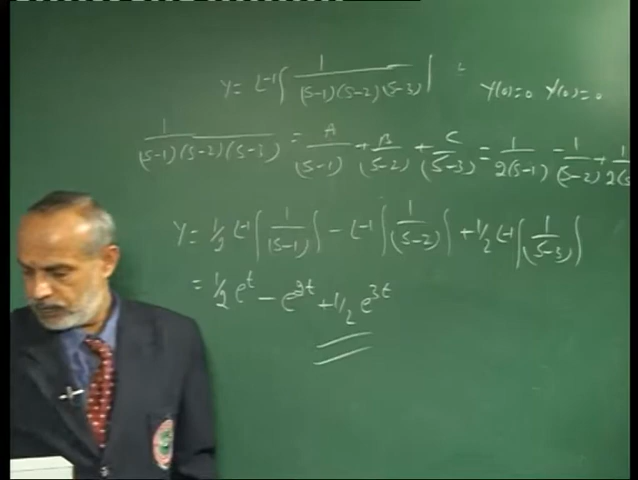 Y = L⁻¹{ 1/((S-1)(S-2)(S-3)) } Y(0)=0 Y'(0)=0
1/((S-1)(S-2)(S-3)) = A/(S-1) + B/(S-2) + C/(S-3) = 1/2(S-1) - 1/(S-2) + 1/2(S
Y = 1/2 L⁻¹{ 1/(S-1) } - L⁻¹{ 1/(S-2) } + 1/2 L⁻¹{ 1/(S-3) }
= 1/2 e^t - e^2t + 1/2 e^3t